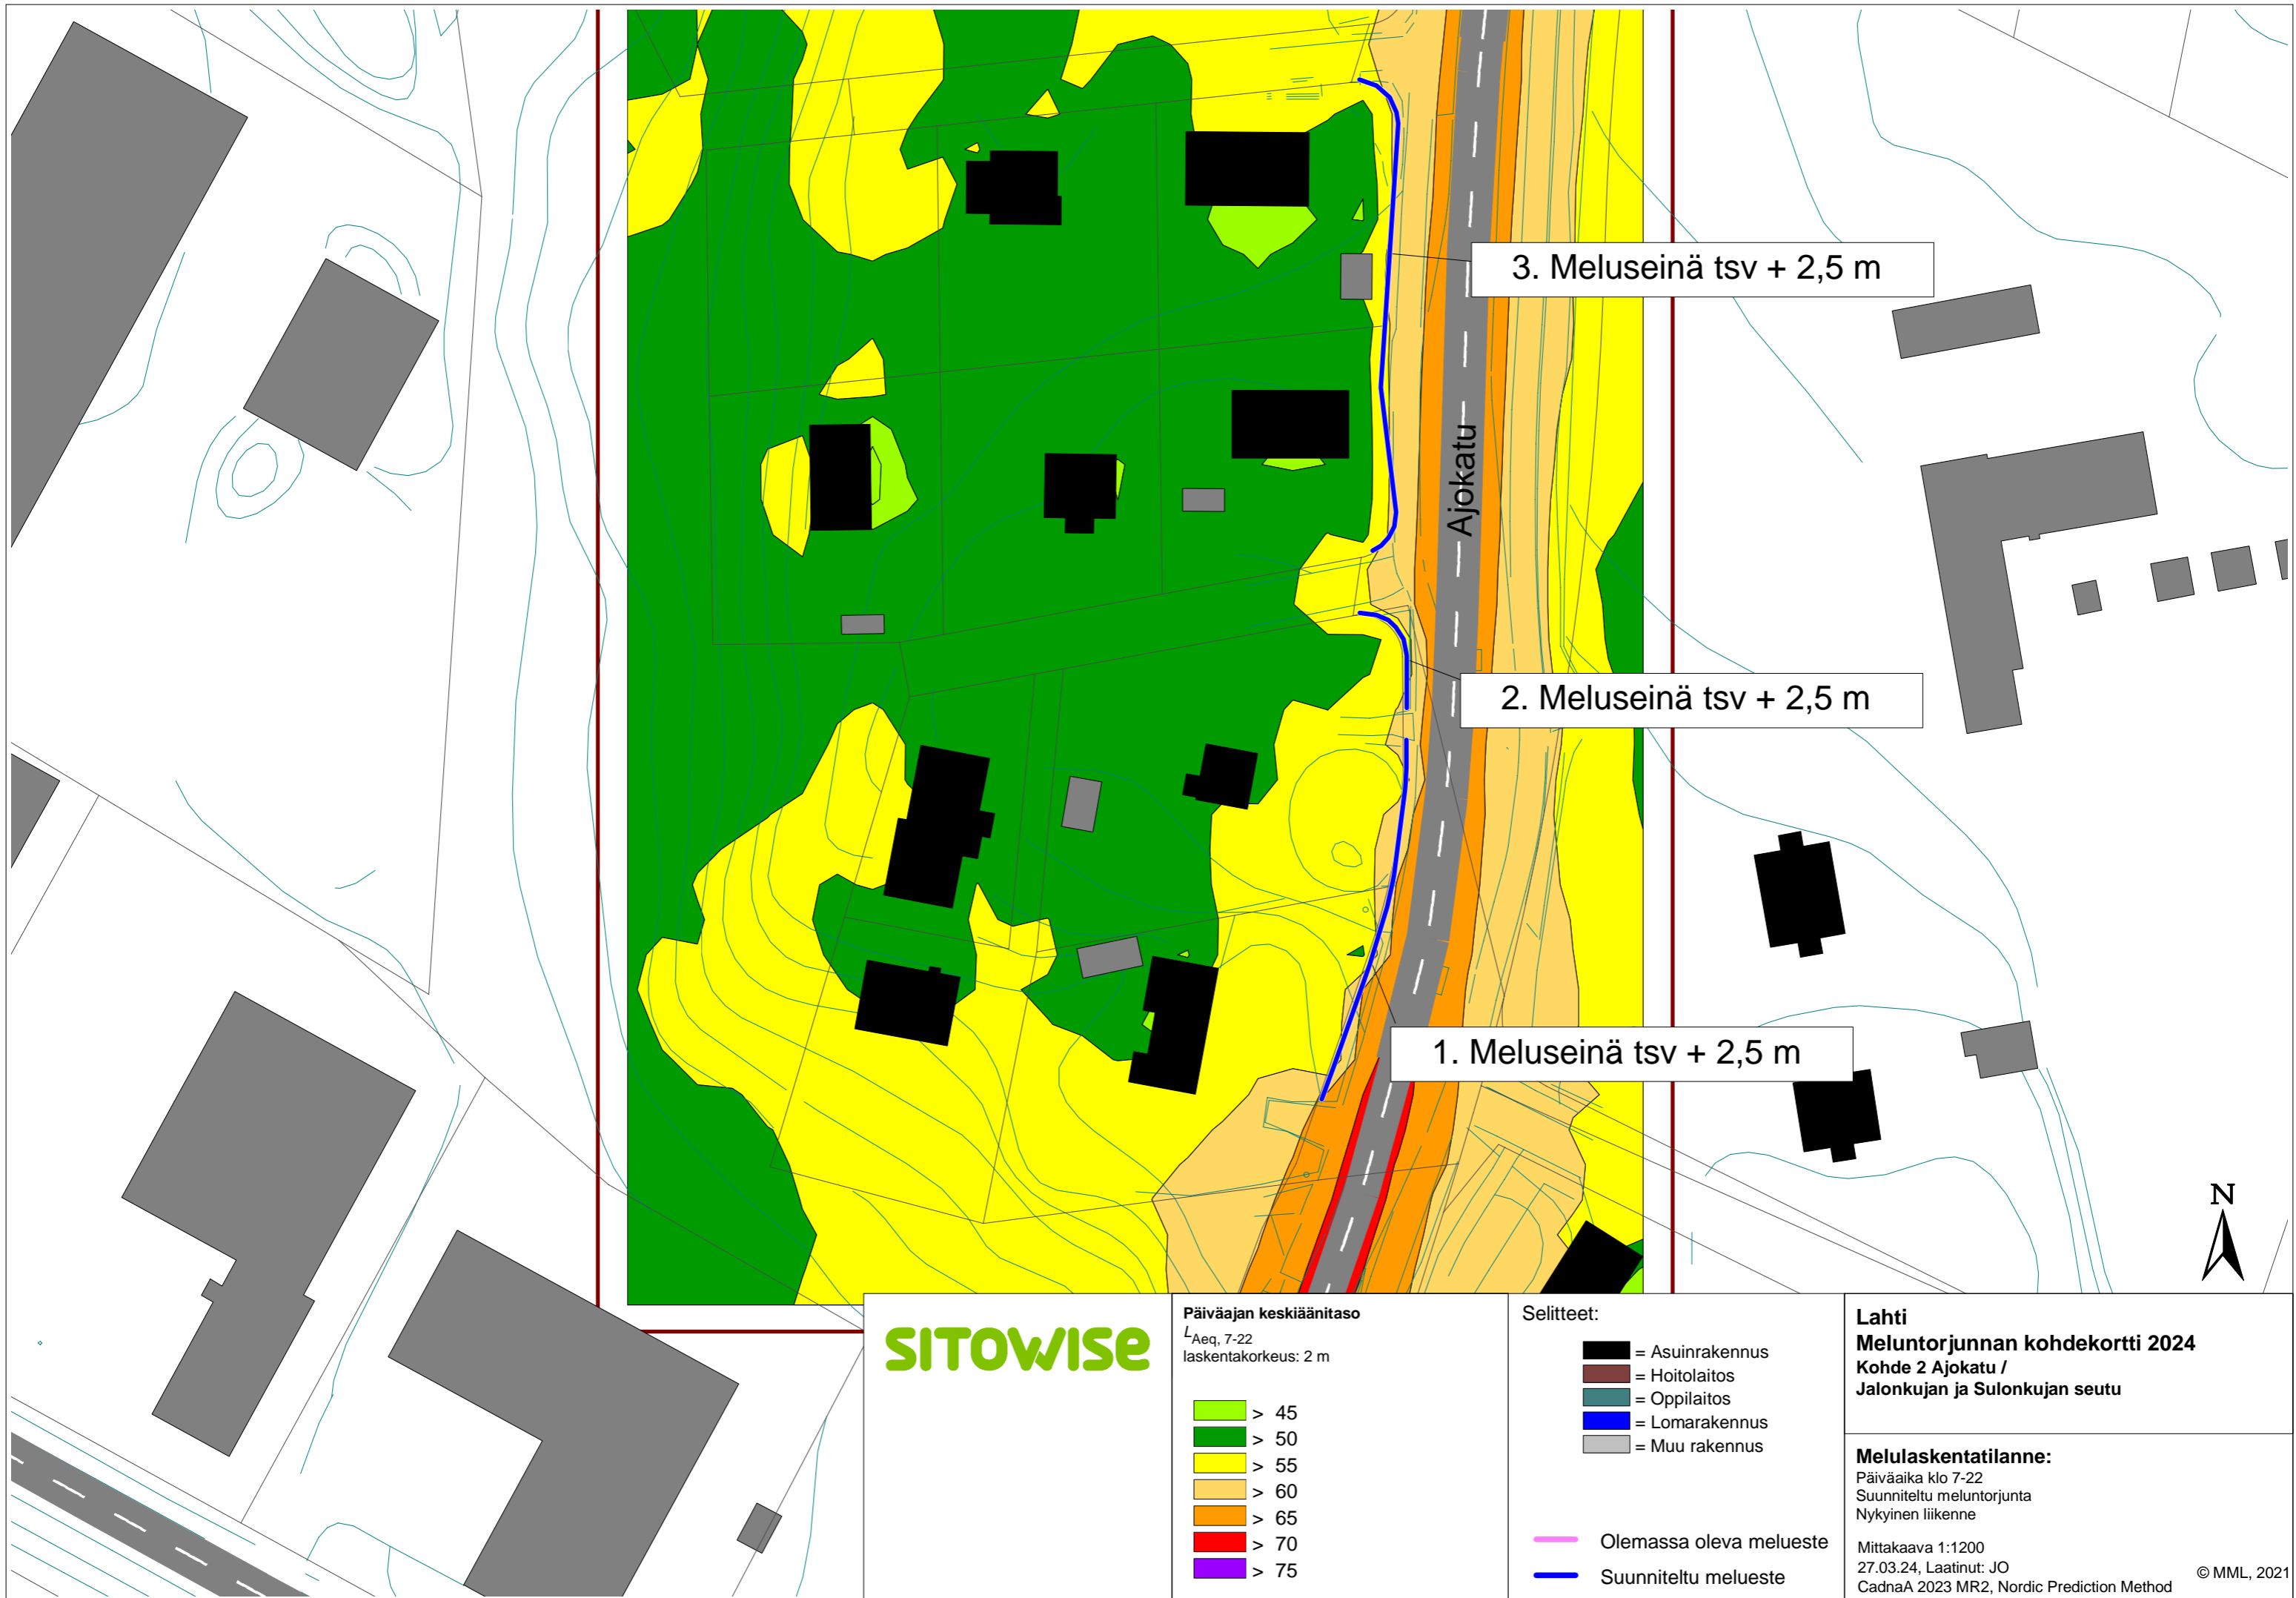 3. Meluseinä tsv + 2,5 m
Ajokatu
2. Meluseinä tsv + 2,5 m
1. Meluseinä tsv + 2,5 m
N
SITOWISE
Päiväajan keskiäänitaso
LAeq, 7-22
laskentakorkeus: 2 m
> 45
> 50
> 55
> 60
> 65
> 70
> 75
Selitteet:
= Asuinrakennus
= Hoitolaitos
= Oppilaitos
= Lomarakennus
= Muu rakennus
Olemassa oleva melueste
Suunniteltu melueste
Lahti
Meluntorjunnan kohdekortti 2024
Kohde 2 Ajokatu /
Jalonkujan ja Sulonkujan seutu
Melulaskentatilanne:
Päiväaika klo 7-22
Suunniteltu meluntorjunta
Nykyinen liikenne
Mittakaava 1:1200
27.03.24, Laatinut: JO
CadnaA 2023 MR2, Nordic Prediction Method
© MML, 2021